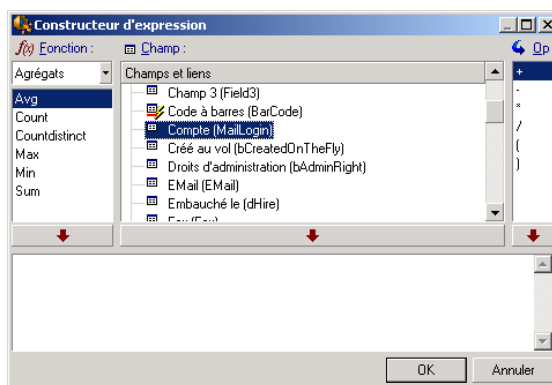 Constructeur d'expression
f(x) Fonction :
Champ :
Op
Agrégats
Champs et liens
+
Avg
Champ 3 (Field3)
-
Count
Code à barres (BarCode)
*
Countdistinct
Compte (MailLogin)
/
Max
Créé au vol (bCreatedOnTheFly)
(
Min
Droits d'administration (bAdminRight)
)
Sum
EMail (EMail)
Embauché le (dHire)
OK
Annuler